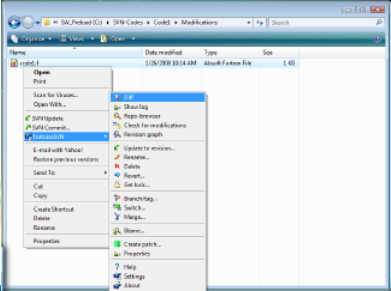 SW_Preload (C:) ▸ SVN-Codes ▸ Code1 ▸ Modifications
Search
Organize
Views
Open
Name
Date modified
Type
Size
code1.f
1/26/2008 10:14 AM
Absoft Fortran File
1 KB
Open
Print
Scan for Viruses...
Open With...
SVN Update
SVN Commit...
TortoiseSVN
E-mail with Yahoo!
Restore previous versions
Send To
Cut
Copy
Create Shortcut
Delete
Rename
Properties
Diff
Show log
Repo-browser
Check for modifications
Revision graph
Update to revision...
Rename...
Delete
Revert...
Get lock...
Branch/tag...
Switch...
Merge...
Blame...
Create patch...
Properties
Help
Settings
About